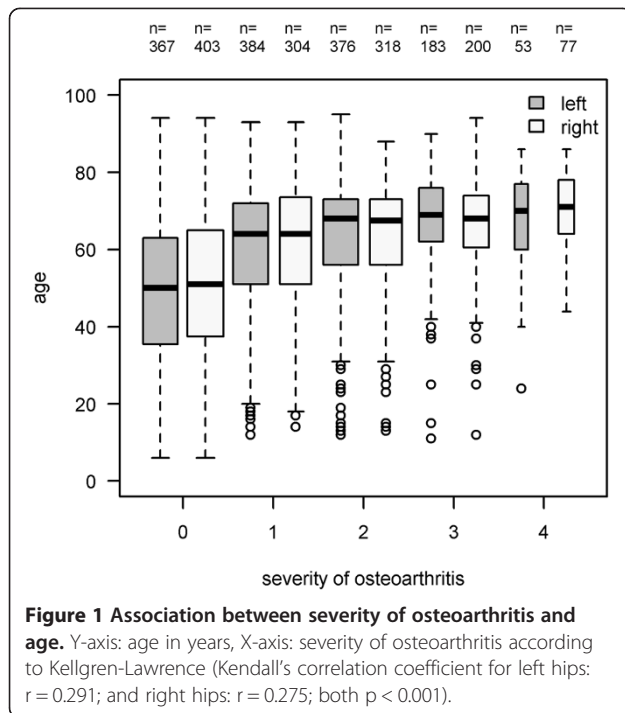 n= n= n= n= n= n= n= n= n= n=
367 403 384 304 376 318 183 200 53 77
100
left
right
80
60
age
40
20
0
0 1 2 3 4
severity of osteoarthritis
Figure 1 Association between severity of osteoarthritis and
age. Y-axis: age in years, X-axis: severity of osteoarthritis according
to Kellgren-Lawrence (Kendall’s correlation coefficient for left hips:
r = 0.291; and right hips: r = 0.275; both p < 0.001).